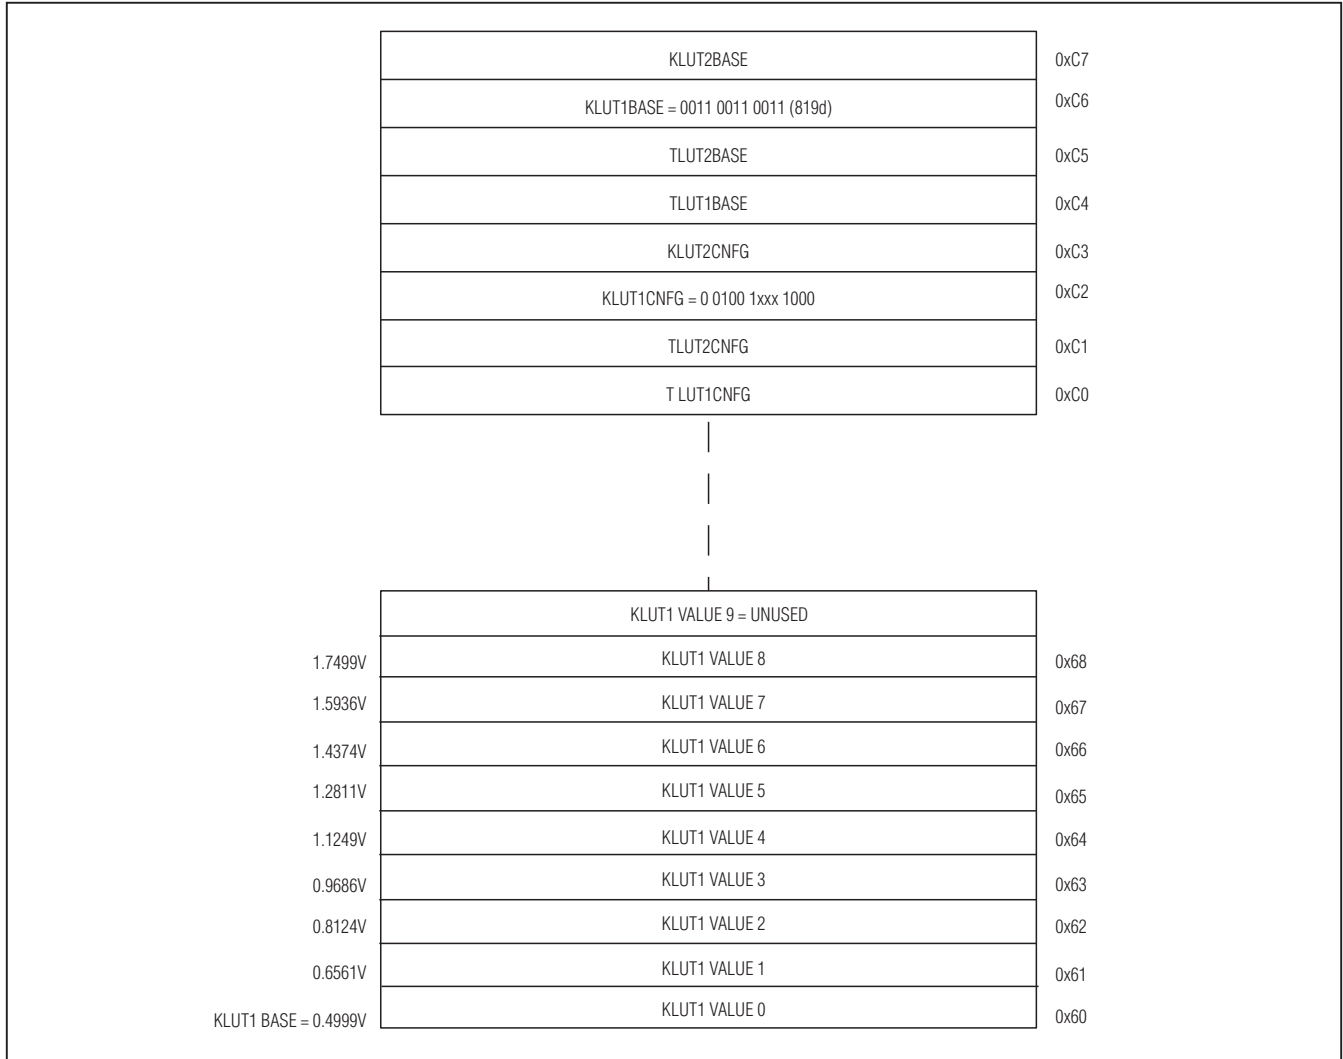 KLUT2BASE 0xC7
KLUT1BASE = 0011 0011 0011 (819d) 0xC6
TLUT2BASE 0xC5
TLUT1BASE 0xC4
KLUT2CNFG 0xC3
KLUT1CNFG = 0 0100 1xxx 1000 0xC2
TLUT2CNFG 0xC1
T LUT1CNFG 0xC0
KLUT1 VALUE 9 = UNUSED
1.7499V KLUT1 VALUE 8 0x68
1.5936V KLUT1 VALUE 7 0x67
1.4374V KLUT1 VALUE 6 0x66
1.2811V KLUT1 VALUE 5 0x65
1.1249V KLUT1 VALUE 4 0x64
0.9686V KLUT1 VALUE 3 0x63
0.8124V KLUT1 VALUE 2 0x62
0.6561V KLUT1 VALUE 1 0x61
KLUT1 BASE = 0.4999V KLUT1 VALUE 0 0x60